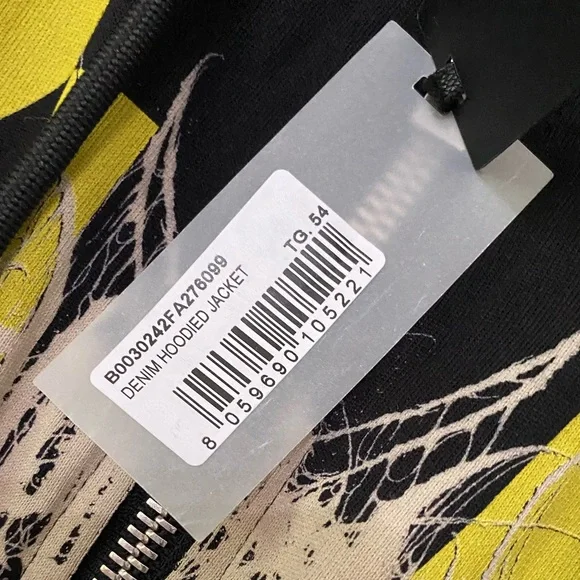 B0030242FA276099
DENIM HOODIED JACKET
TG. 54
8 059690 105221